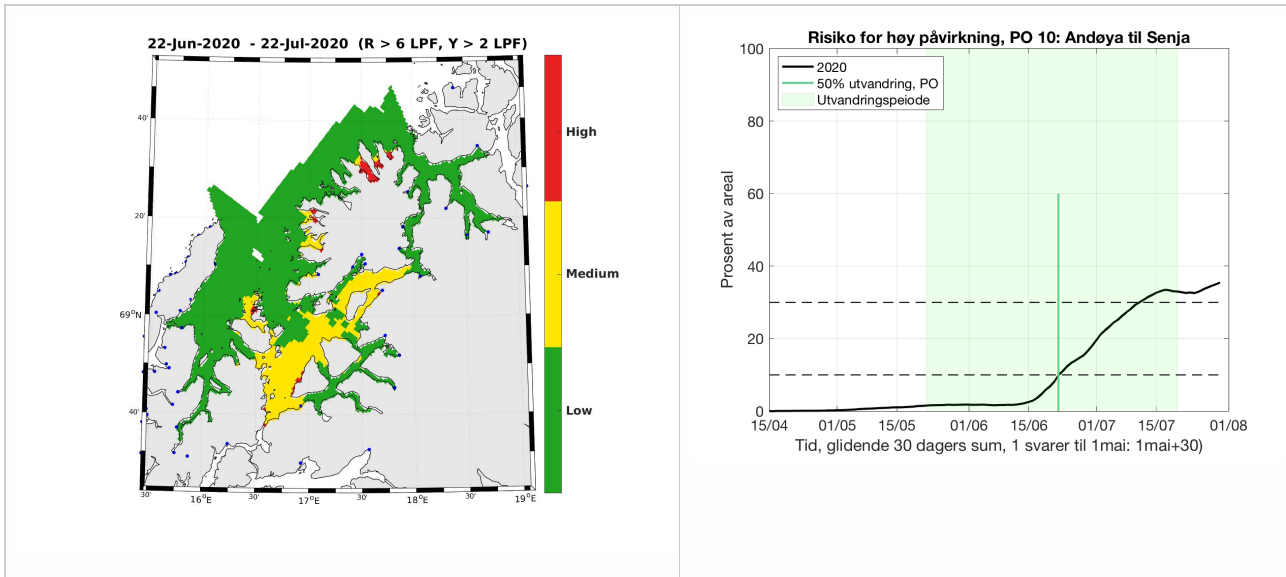 22-Jun-2020 - 22-Jul-2020 (R > 6 LPF, Y > 2 LPF)
40'
20'
69°N
40'
30'
16°E
30'
17°E
30'
18°E
30'
19°E
High
Medium
Low
Risiko for høy påvirkning, PO 10: Andøya til Senja
2020
50% utvandring, PO
Utvandringspeiode
Prosent av areal
100
80
60
40
20
0
15/04
01/05
15/05
01/06
15/06
01/07
15/07
01/08
Tid, glidende 30 dagers sum, 1 svarer til 1mai: 1mai+30)